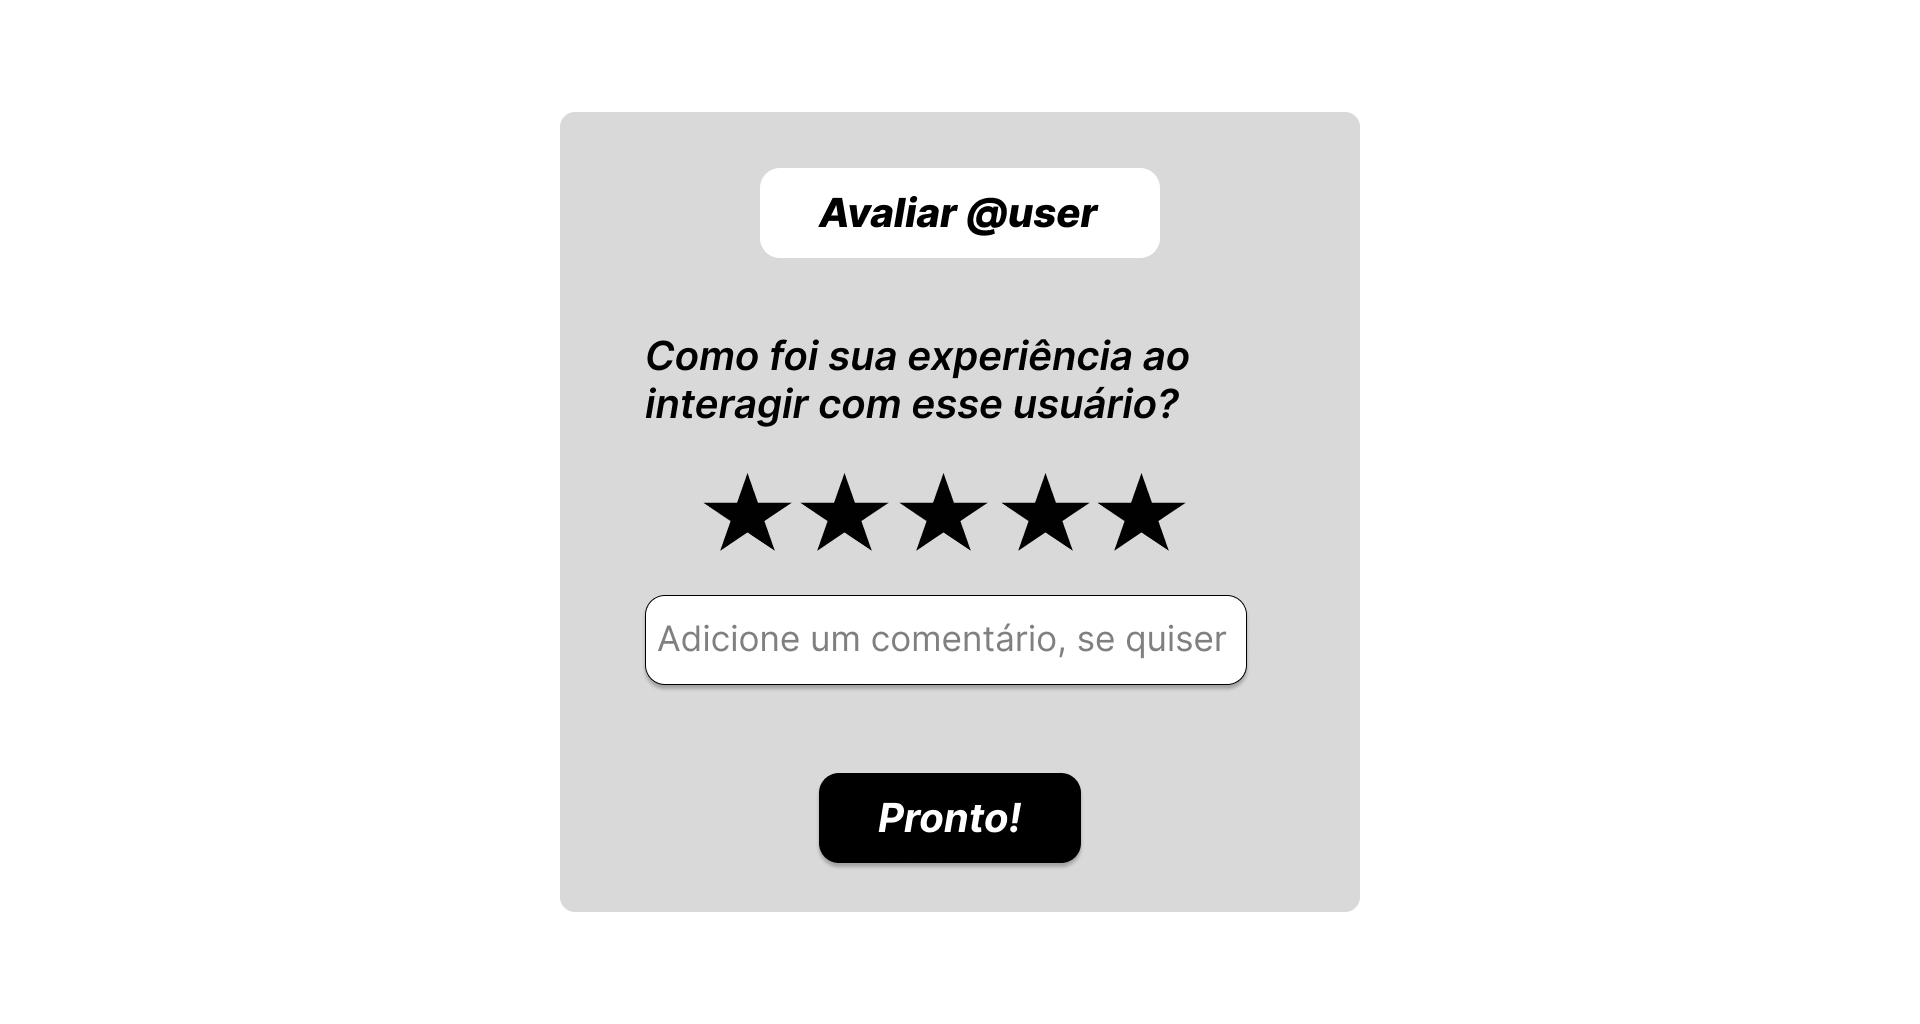 Avaliar @user
Como foi sua experiência ao
interagir com esse usuário?
Adicione um comentário, se quiser
Pronto!